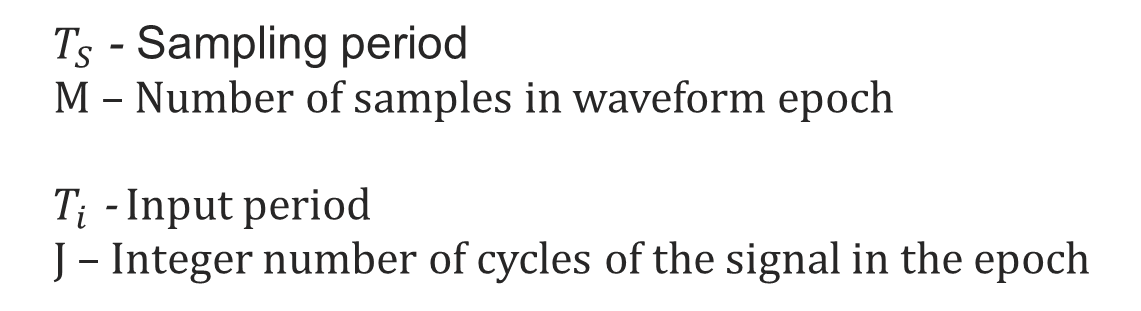 T_S - Sampling period
M – Number of samples in waveform epoch
T_i - Input period
J – Integer number of cycles of the signal in the epoch